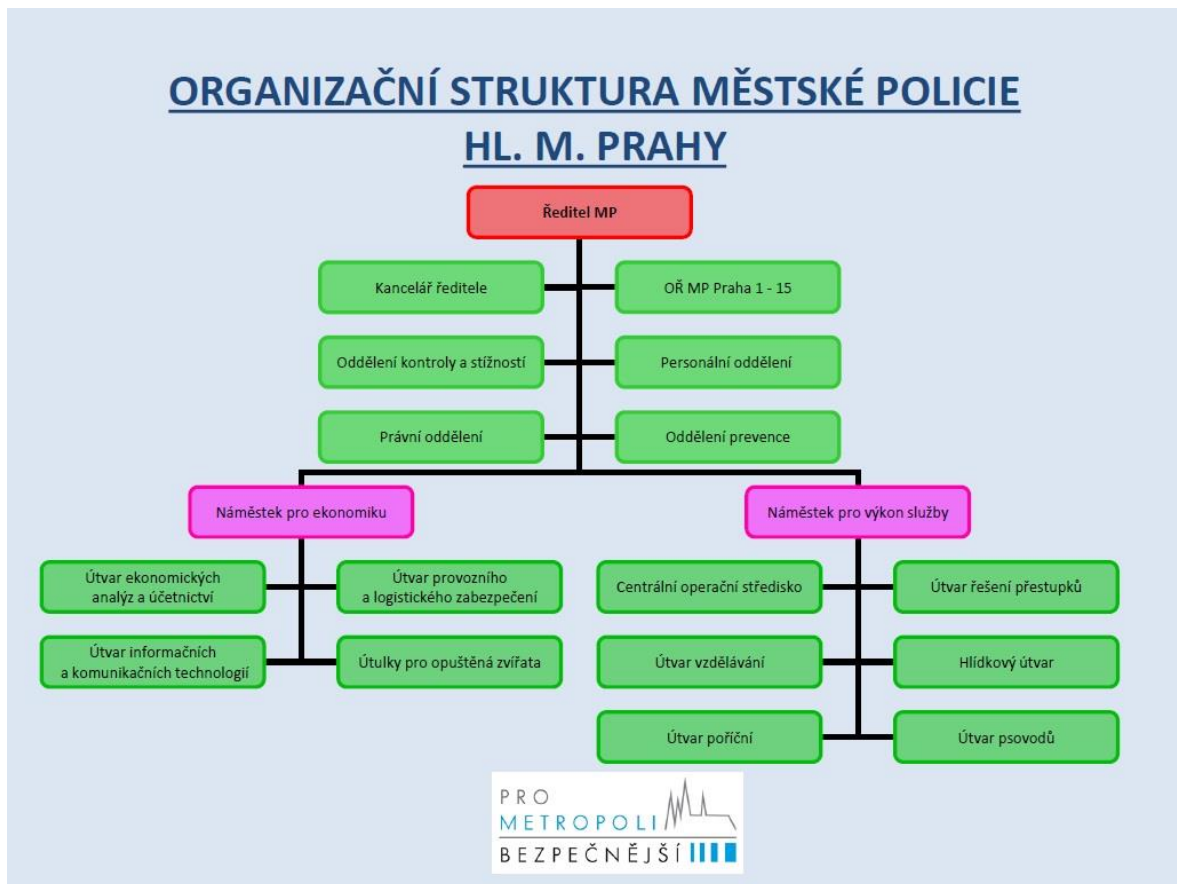 ORGANIZAČNÍ STRUKTURA MĚSTSKÉ POLICIE
HL. M. PRAHY
Ředitel MP
Kancelář ředitele
OŘ MP Praha 1 - 15
Oddělení kontroly a stížností
Personální oddělení
Právní oddělení
Oddělení prevence
Náměstek pro ekonomiku
Náměstek pro výkon služby
Útvar ekonomických
analýz a účetnictví
Útvar provozního
a logistického zabezpečení
Centrální operační středisko
Útvar řešení přestupků
Útvar informačních
a komunikačních technologií
Útulky pro opuštěná zvířata
Útvar vzdělávání
Hlídkový útvar
Útvar poříční
Útvar psovodů
PRO
METROPOLI
BEZPEČNĚJŠÍ